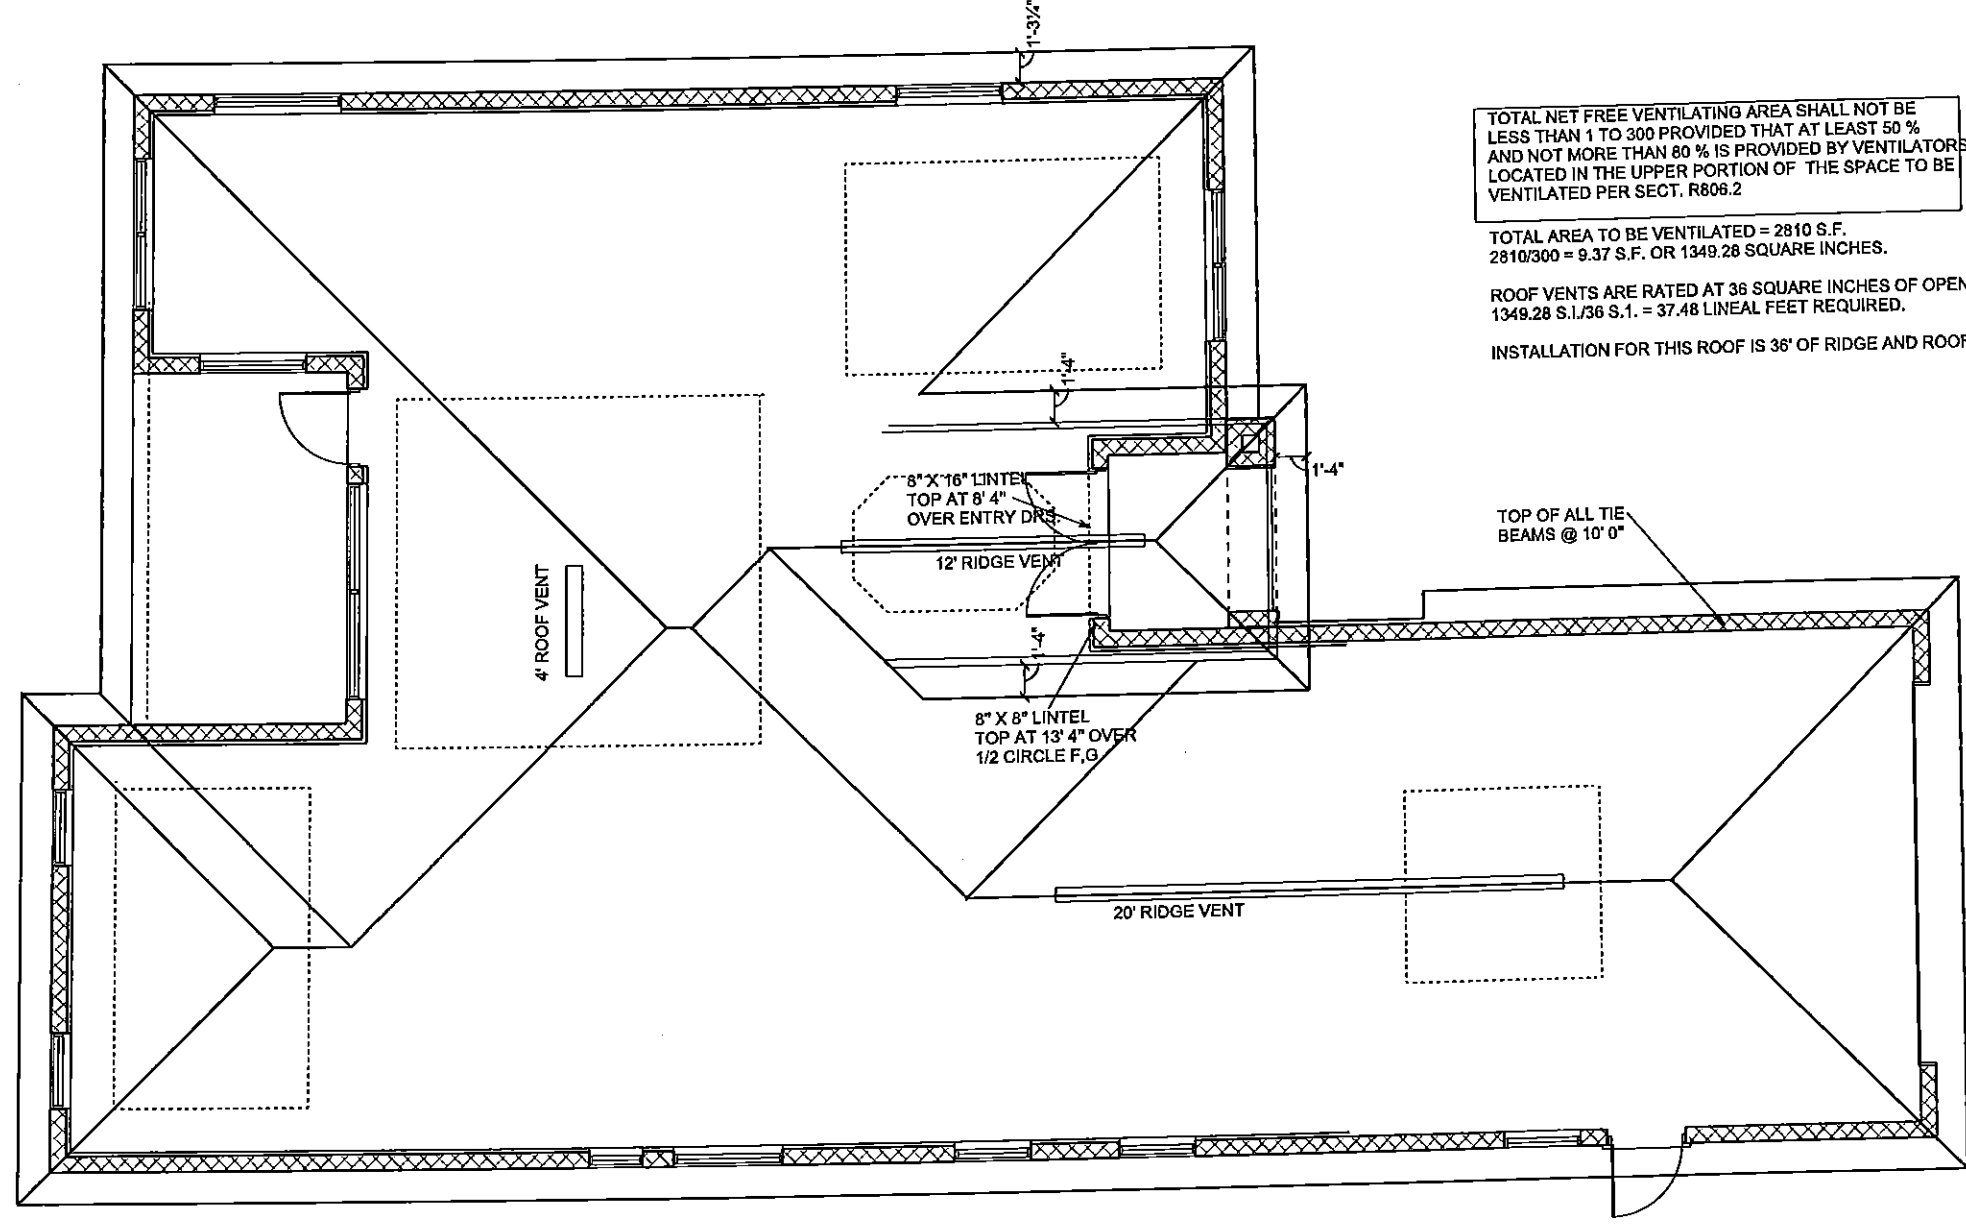 1'-3¼"
TOTAL NET FREE VENTILATING AREA SHALL NOT BE
LESS THAN 1 TO 300 PROVIDED THAT AT LEAST 50 %
AND NOT MORE THAN 80 % IS PROVIDED BY VENTILATORS
LOCATED IN THE UPPER PORTION OF THE SPACE TO BE
VENTILATED PER SECT. R806.2
TOTAL AREA TO BE VENTILATED = 2810 S.F.
2810/300 = 9.37 S.F. OR 1349.28 SQUARE INCHES.
ROOF VENTS ARE RATED AT 36 SQUARE INCHES OF OPEN
1349.28 S.I./36 S.1. = 37.48 LINEAL FEET REQUIRED.
INSTALLATION FOR THIS ROOF IS 36' OF RIDGE AND ROOF
1'-4"
1'-4"
8" X 16" LINTEL
TOP AT 8' 4"
OVER ENTRY DRS.
12' RIDGE VENT
TOP OF ALL TIE
BEAMS @ 10' 0"
4' ROOF VENT
1'-4"
8" X 8" LINTEL
TOP AT 13' 4" OVER
1/2 CIRCLE F,G
20' RIDGE VENT